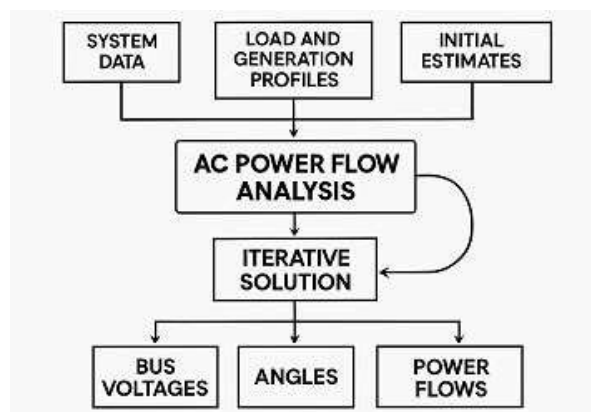 SYSTEM
DATA
LOAD AND
GENERATION
PROFILES
INITIAL
ESTIMATES
AC POWER FLOW
ANALYSIS
ITERATIVE
SOLUTION
BUS
VOLTAGES
ANGLES
POWER
FLOWS